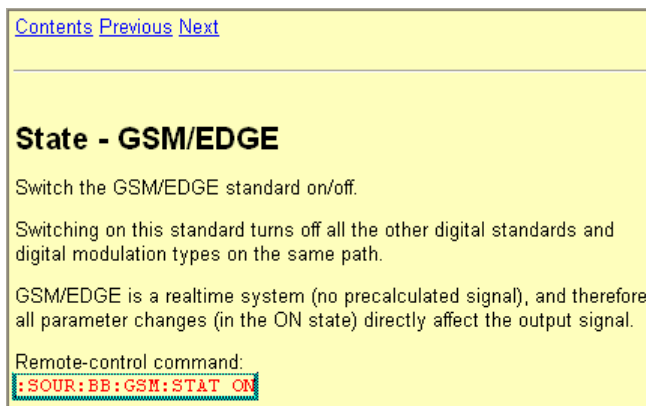 Contents Previous Next
State - GSM/EDGE
Switch the GSM/EDGE standard on/off.
Switching on this standard turns off all the other digital standards and
digital modulation types on the same path.
GSM/EDGE is a realtime system (no precalculated signal), and therefore
all parameter changes (in the ON state) directly affect the output signal.
Remote-control command:
:SOUR:BB:GSM:STAT ON